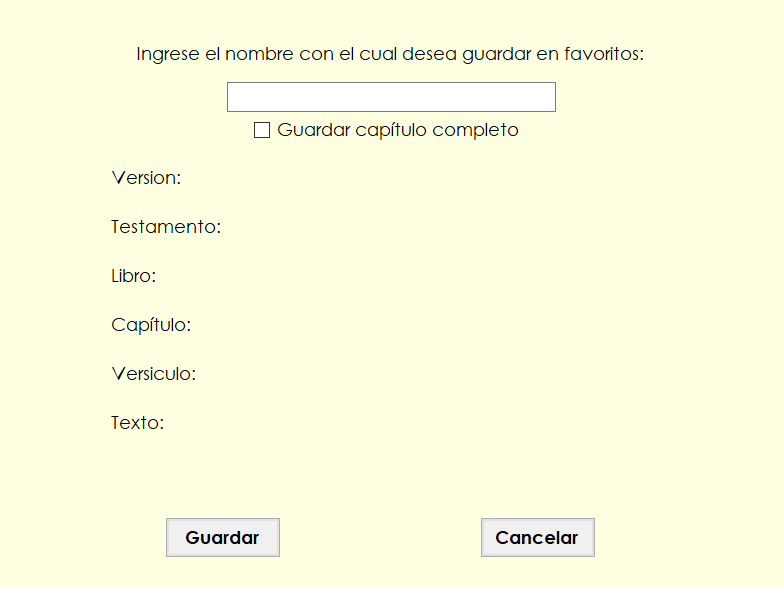 Ingrese el nombre con el cual desea guardar en favoritos:
Guardar capítulo completo
Version:
Testamento:
Libro:
Capítulo:
Versiculo:
Texto:
Guardar
Cancelar